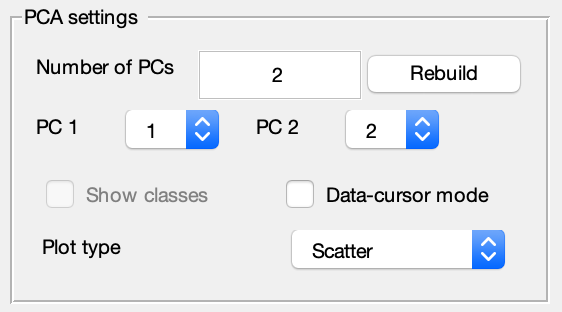 PCA settings
Number of PCs 2 Rebuild
PC 1 1 PC 2 2
Show classes Data-cursor mode
Plot type Scatter